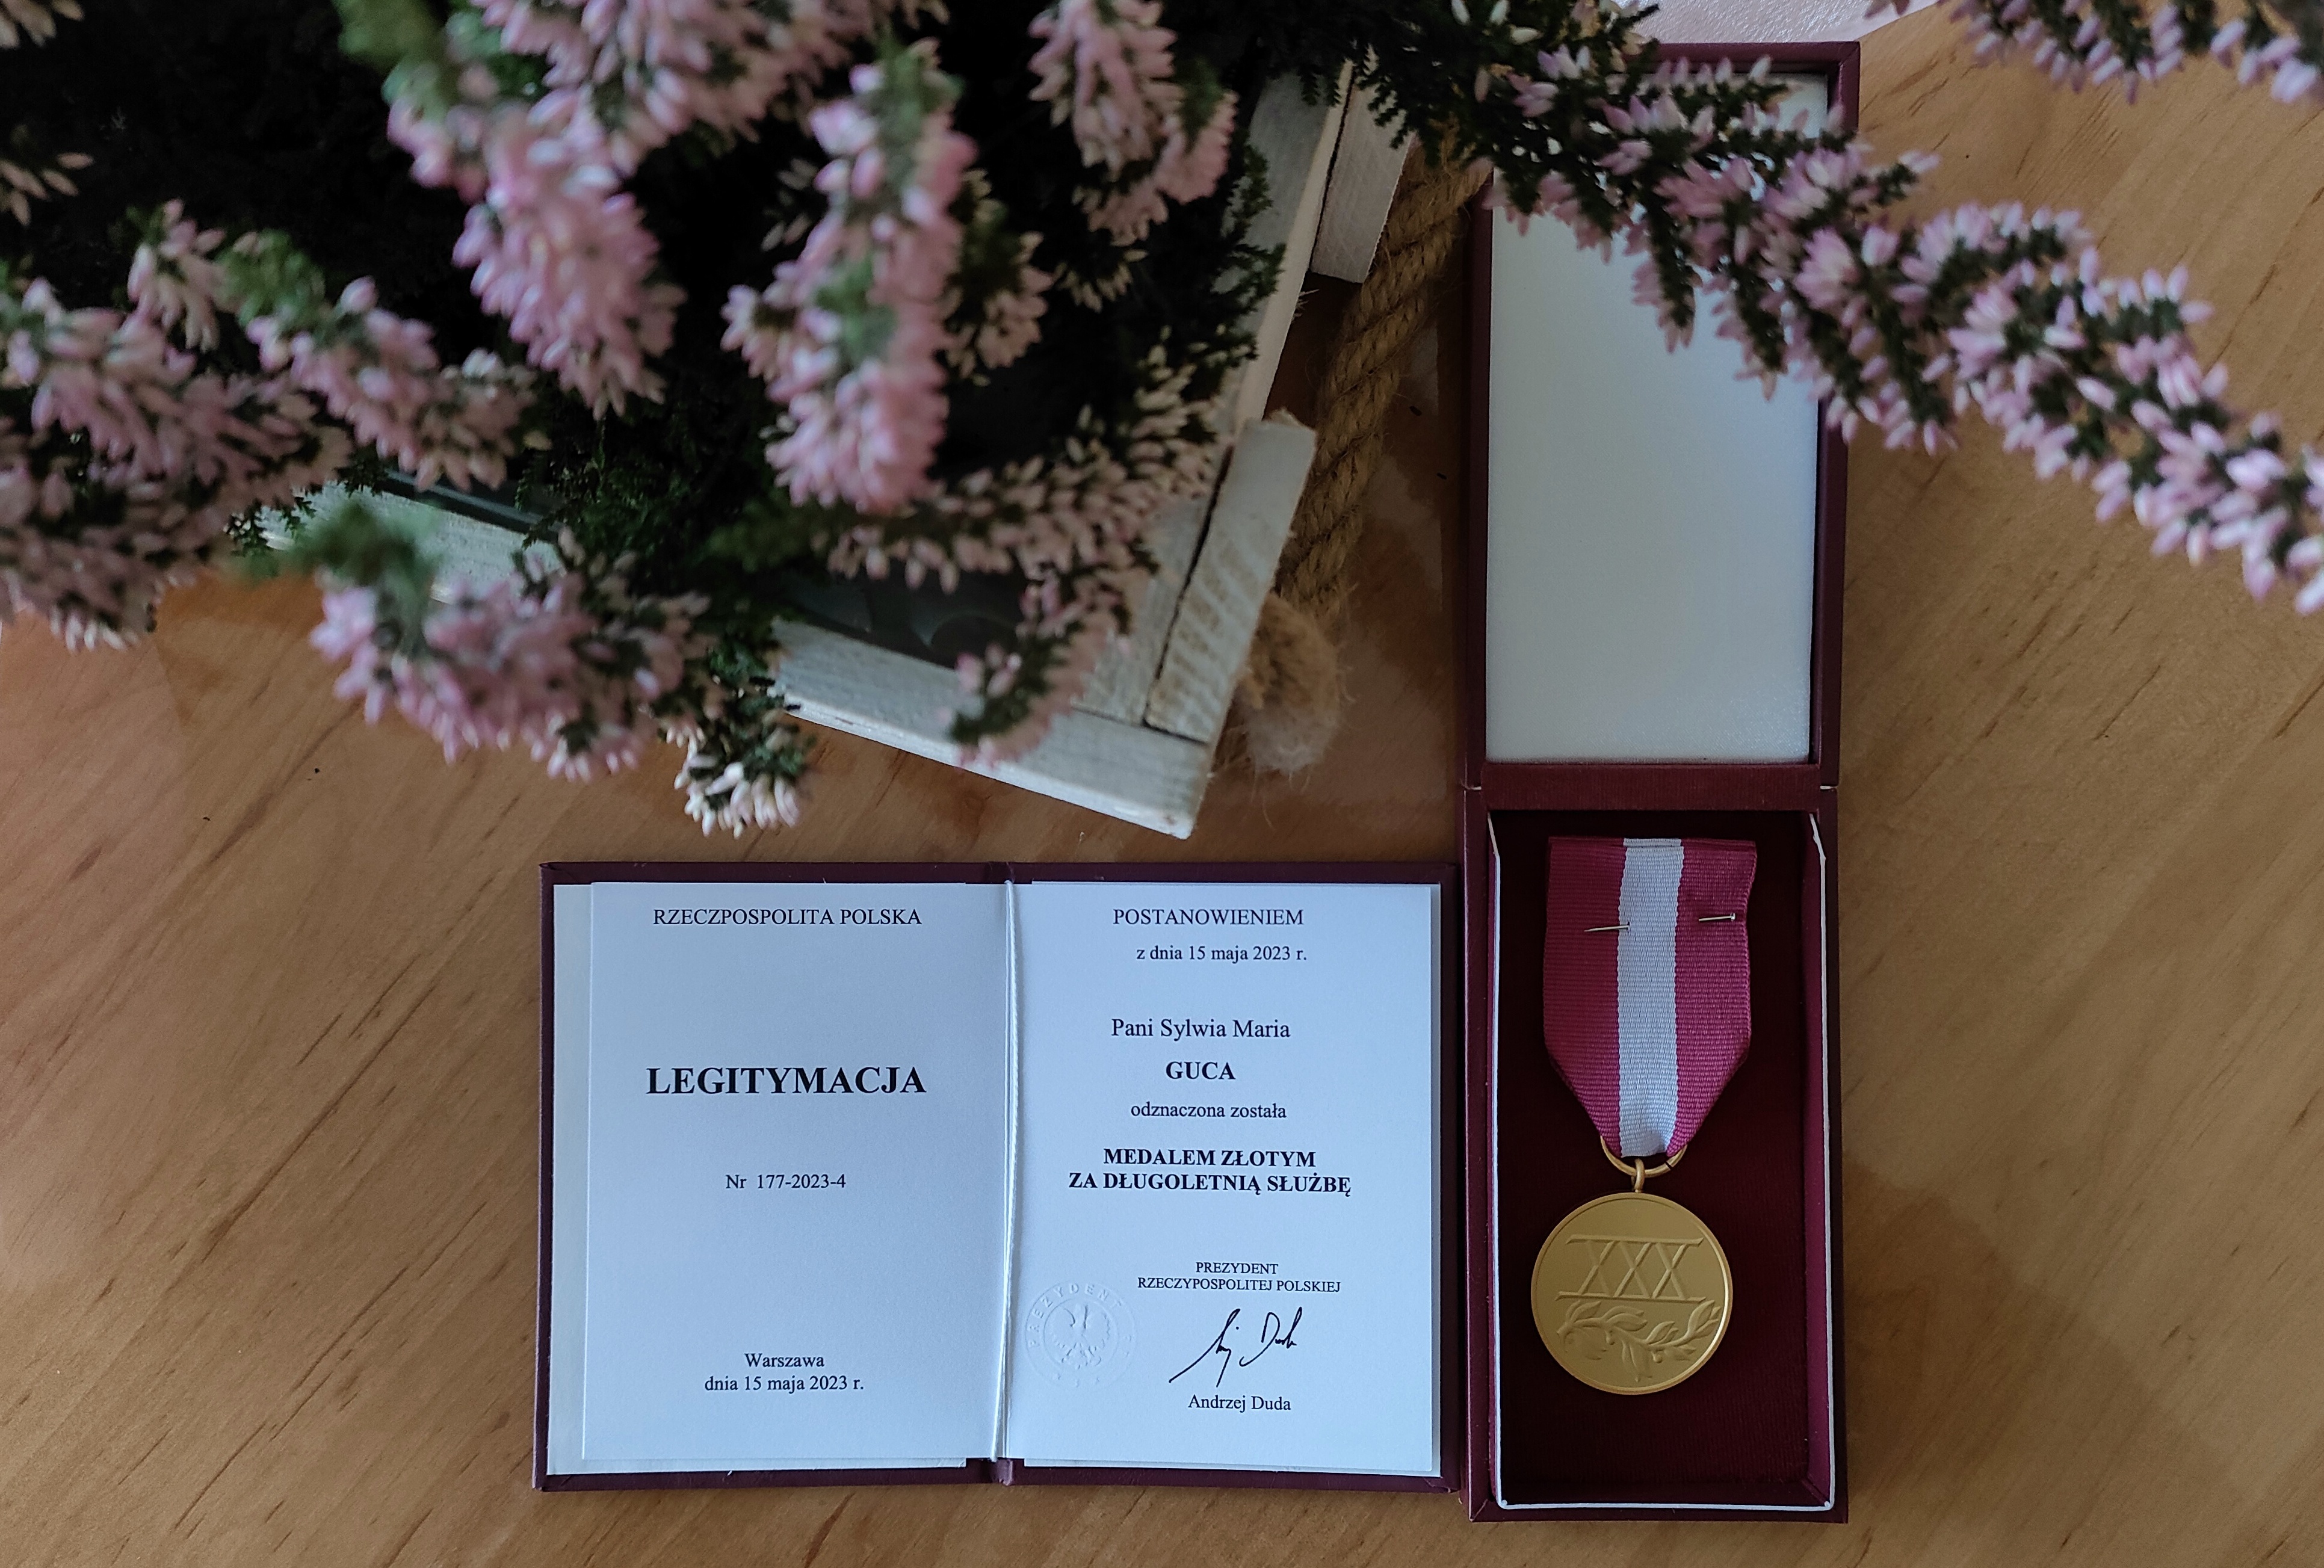 RZECZPOSPOLITA POLSKA
LEGITYMACJA
Nr 177-2023-4
Warszawa
dnia 15 maja 2023 r.
POSTANOWIENIEM
z dnia 15 maja 2023 r.
Pani Sylwia Maria
GUCA
odznaczona została
MEDALEM ZŁOTYM
ZA DŁUGOLETNIĄ SŁUŻBĘ
PREZYDENT
RZECZYPOSPOLITEJ POLSKIEJ
Andrzej Duda
PREZYDENT
XXX